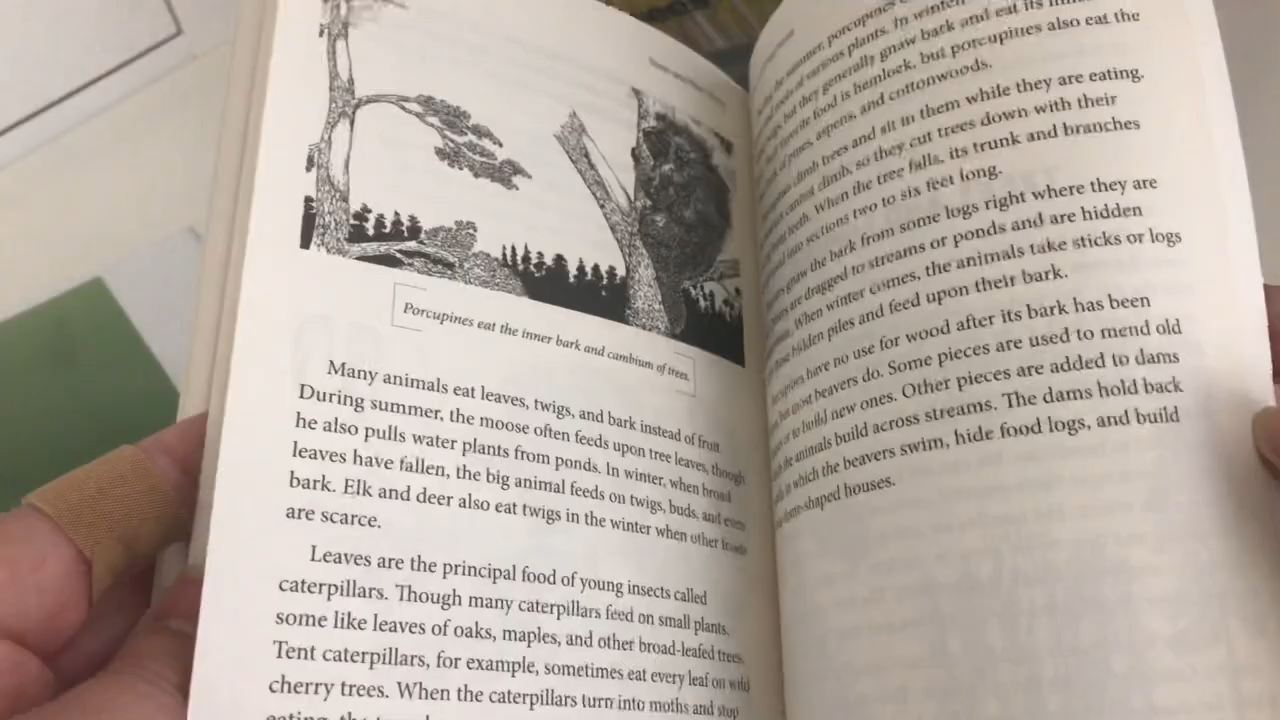 Porcupines eat the inner bark and cambium of trees.
Many animals eat leaves, twigs, and bark instead of fruit.
During summer, the moose often feeds upon tree leaves, though
he also pulls water plants from ponds. In winter, when broad
leaves have fallen, the big animal feeds on twigs, buds, and even
bark. Elk and deer also eat twigs in the winter when other foods
are scarce.
Leaves are the principal food of young insects called
caterpillars. Though many caterpillars feed on small plants,
some like leaves of oaks, maples, and other broad-leafed trees.
Tent caterpillars, for example, sometimes eat every leaf on wild
cherry trees. When the caterpillars turn into moths and stop
the summer, porcupines
of various plants. In winter
but they generally gnaw bark and eat its
favorite food is hemlock, but porcupines also eat the
of pines, aspens, and cottonwoods.
climb trees and sit in them while they are eating.
cannot climb, so they cut trees down with their
teeth. When the tree falls, its trunk and branches
into sections two to six feet long.
gnaw the bark from some logs right where they are
are dragged to streams or ponds and are hidden
When winter comes, the animals take sticks or logs
hidden piles and feed upon their bark.
have no use for wood after its bark has been
but most beavers do. Some pieces are used to mend old
or to build new ones. Other pieces are added to dams
the animals build across streams. The dams hold back
in which the beavers swim, hide food logs, and build
dome-shaped houses.